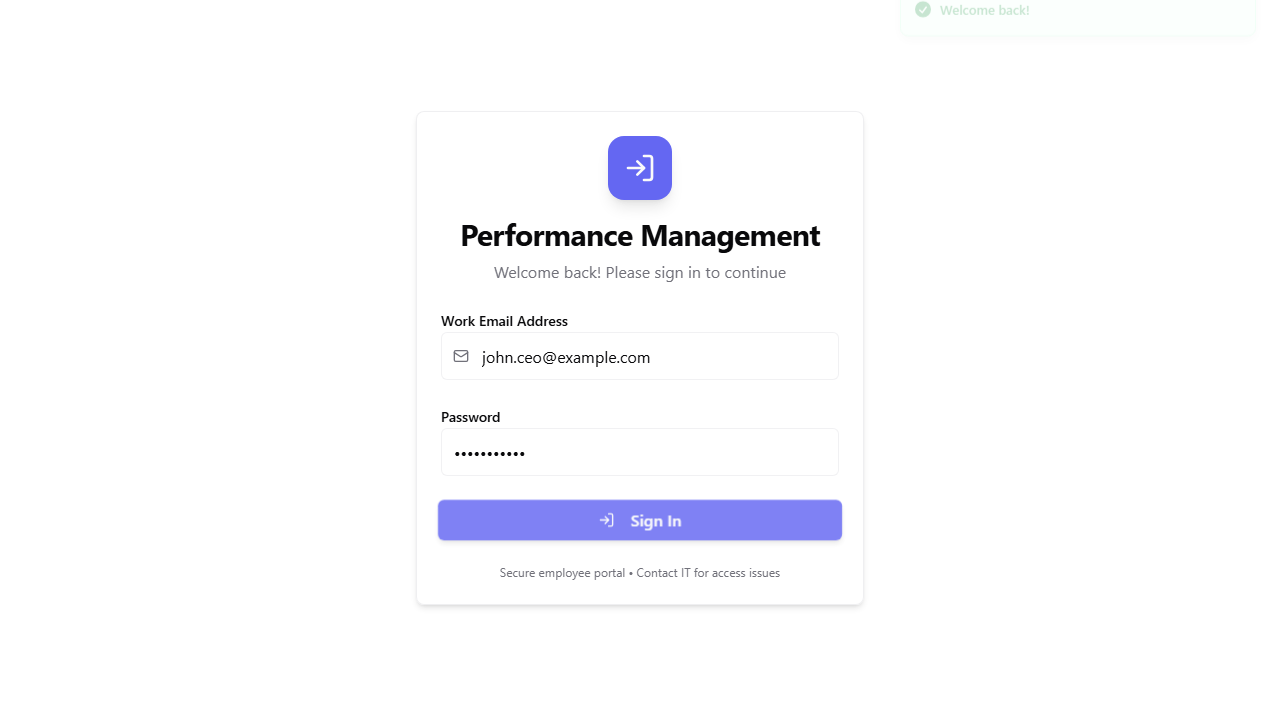 Welcome back!
Performance Management
Welcome back! Please sign in to continue
Work Email Address
john.ceo@example.com
Password
•••••••••••
Sign In
Secure employee portal • Contact IT for access issues